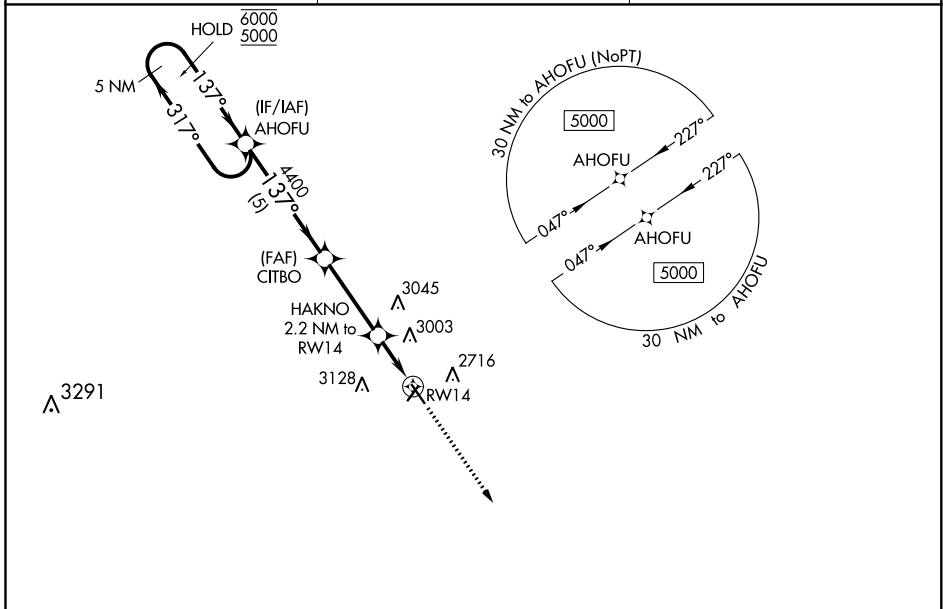 HOLD 6000
5000
5 NM
137°
317°
(IF/IAF)
AHOFU
4400
137°
(5)
(FAF)
CITBO
HAKNO
2.2 NM to
RW14
3045
3003
2716
3128
RW14
3291
30 NM to AHOFU (NoPT)
5000
AHOFU
227°
047°
227°
047°
AHOFU
5000
30 NM to AHOFU